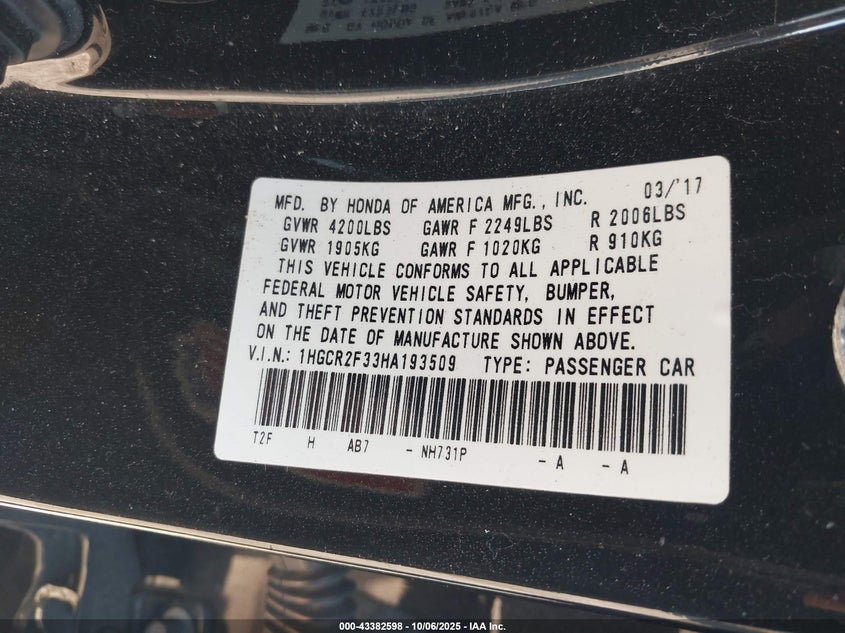 MFD. BY HONDA OF AMERICA MFG., INC. 03/'17
GVWR 4200LBS GAWR F 2249LBS R 2006LBS
GVWR 1905KG GAWR F 1020KG R 910KG
THIS VEHICLE CONFORMS TO ALL APPLICABLE
FEDERAL MOTOR VEHICLE SAFETY, BUMPER,
AND THEFT PREVENTION STANDARDS IN EFFECT
ON THE DATE OF MANUFACTURE SHOWN ABOVE.
V.I.N.: 1HGCR2F33HA193509 TYPE: PASSENGER CAR
T2F H AB7 - NH731P - A - A
000-43382598 - 10/06/2025 - IAA Inc.